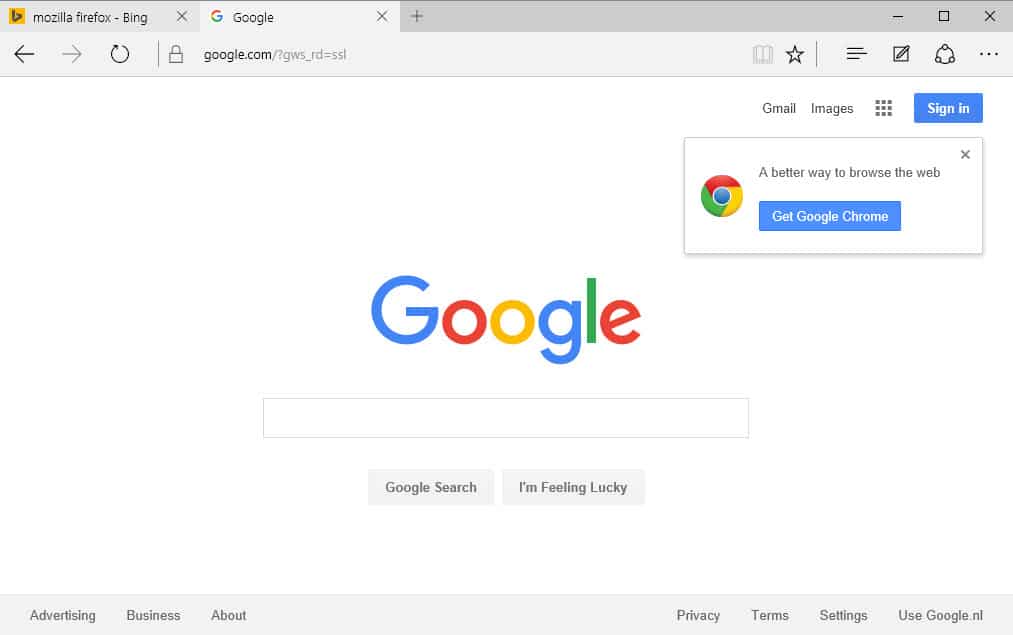 mozilla firefox - Bing
Google
google.com/?gws_rd=ssl
Gmail Images Sign in
A better way to browse the web
Get Google Chrome
Google
Google Search I'm Feeling Lucky
Advertising Business About Privacy Terms Settings Use Google.nl